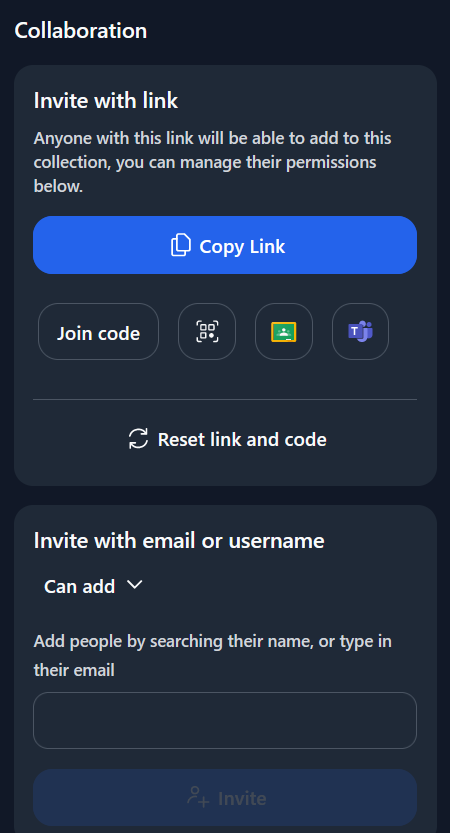 Collaboration
Invite with link
Anyone with this link will be able to add to this
collection, you can manage their permissions
below.
Copy Link
Join code
T
Reset link and code
Invite with email or username
Can add
Add people by searching their name, or type in
their email
Invite